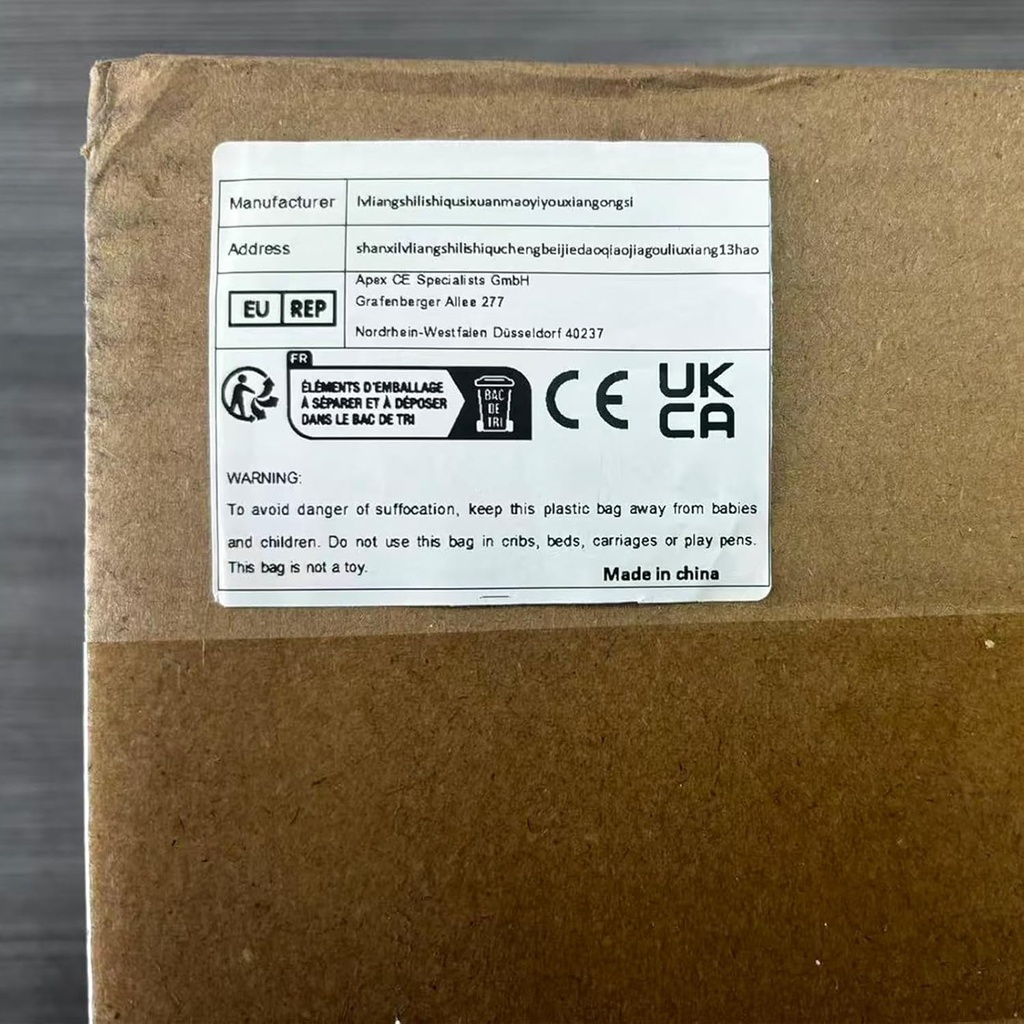 Manufacturer lvliangshilishiqusixuanmaoyiyouxiangongsi
Address shanxilvliangshilishiquchengbeijiedaoqiaojiagouliuxiang13hao
EU REP
Apex CE Specialists GmbH
Grafenberger Allee 277
Nordrhein-Westfalen Düsseldorf 40237
FR
ÉLÉMENTS D'EMBALLAGE
À SÉPARER ET À DÉPOSER
DANS LE BAC DE TRI
BAC
DE
TRI
CE
UK
CA
WARNING:
To avoid danger of suffocation, keep this plastic bag away from babies
and children. Do not use this bag in cribs, beds, carriages or play pens.
This bag is not a toy.
Made in china